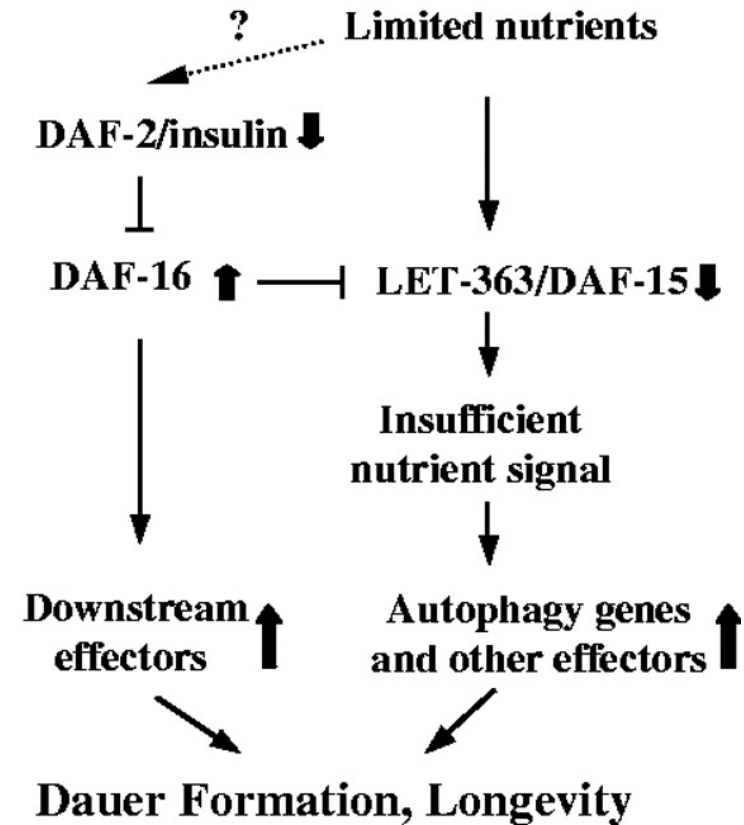 ?
Limited nutrients
DAF-2/insulin
DAF-16
LET-363/DAF-15
Insufficient
nutrient signal
Downstream
effectors
Autophagy genes
and other effectors
Dauer Formation, Longevity